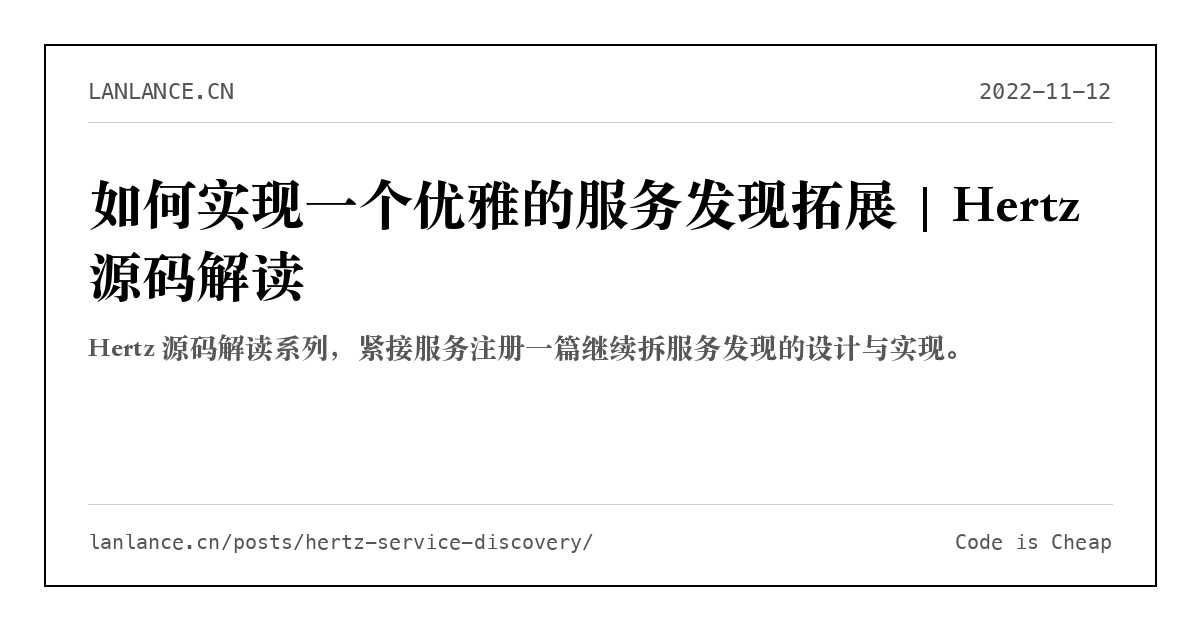 LANLANCE.CN
2022-11-12
如何实现一个优雅的服务发现拓展 | Hertz
源码解读
Hertz 源码解读系列，紧接服务注册一篇继续拆服务发现的设计与实现。
lanlance.cn/posts/hertz-service-discovery/
Code is Cheap